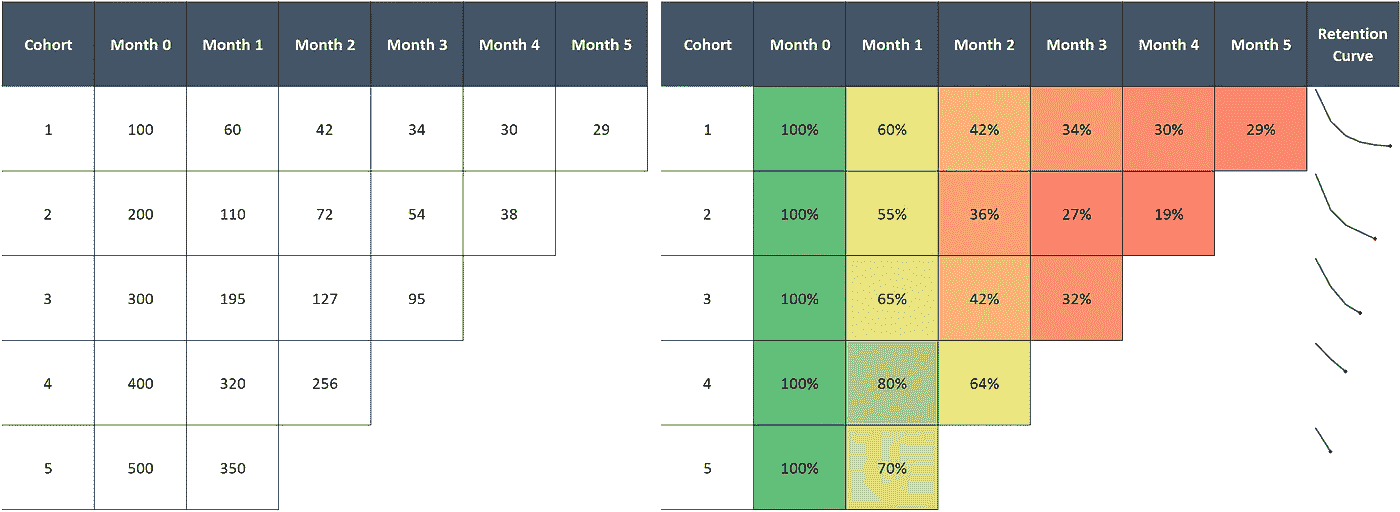 Cohort Month 0 Month 1 Month 2 Month 3 Month 4 Month 5
1 100 60 42 34 30 29
2 200 110 72 54 38
3 300 195 127 95
4 400 320 256
5 500 350
Cohort Month 0 Month 1 Month 2 Month 3 Month 4 Month 5 Retention
Curve
1 100% 60% 42% 34% 30% 29%
2 100% 55% 36% 27% 19%
3 100% 65% 42% 32%
4 100% 80% 64%
5 100% 70%